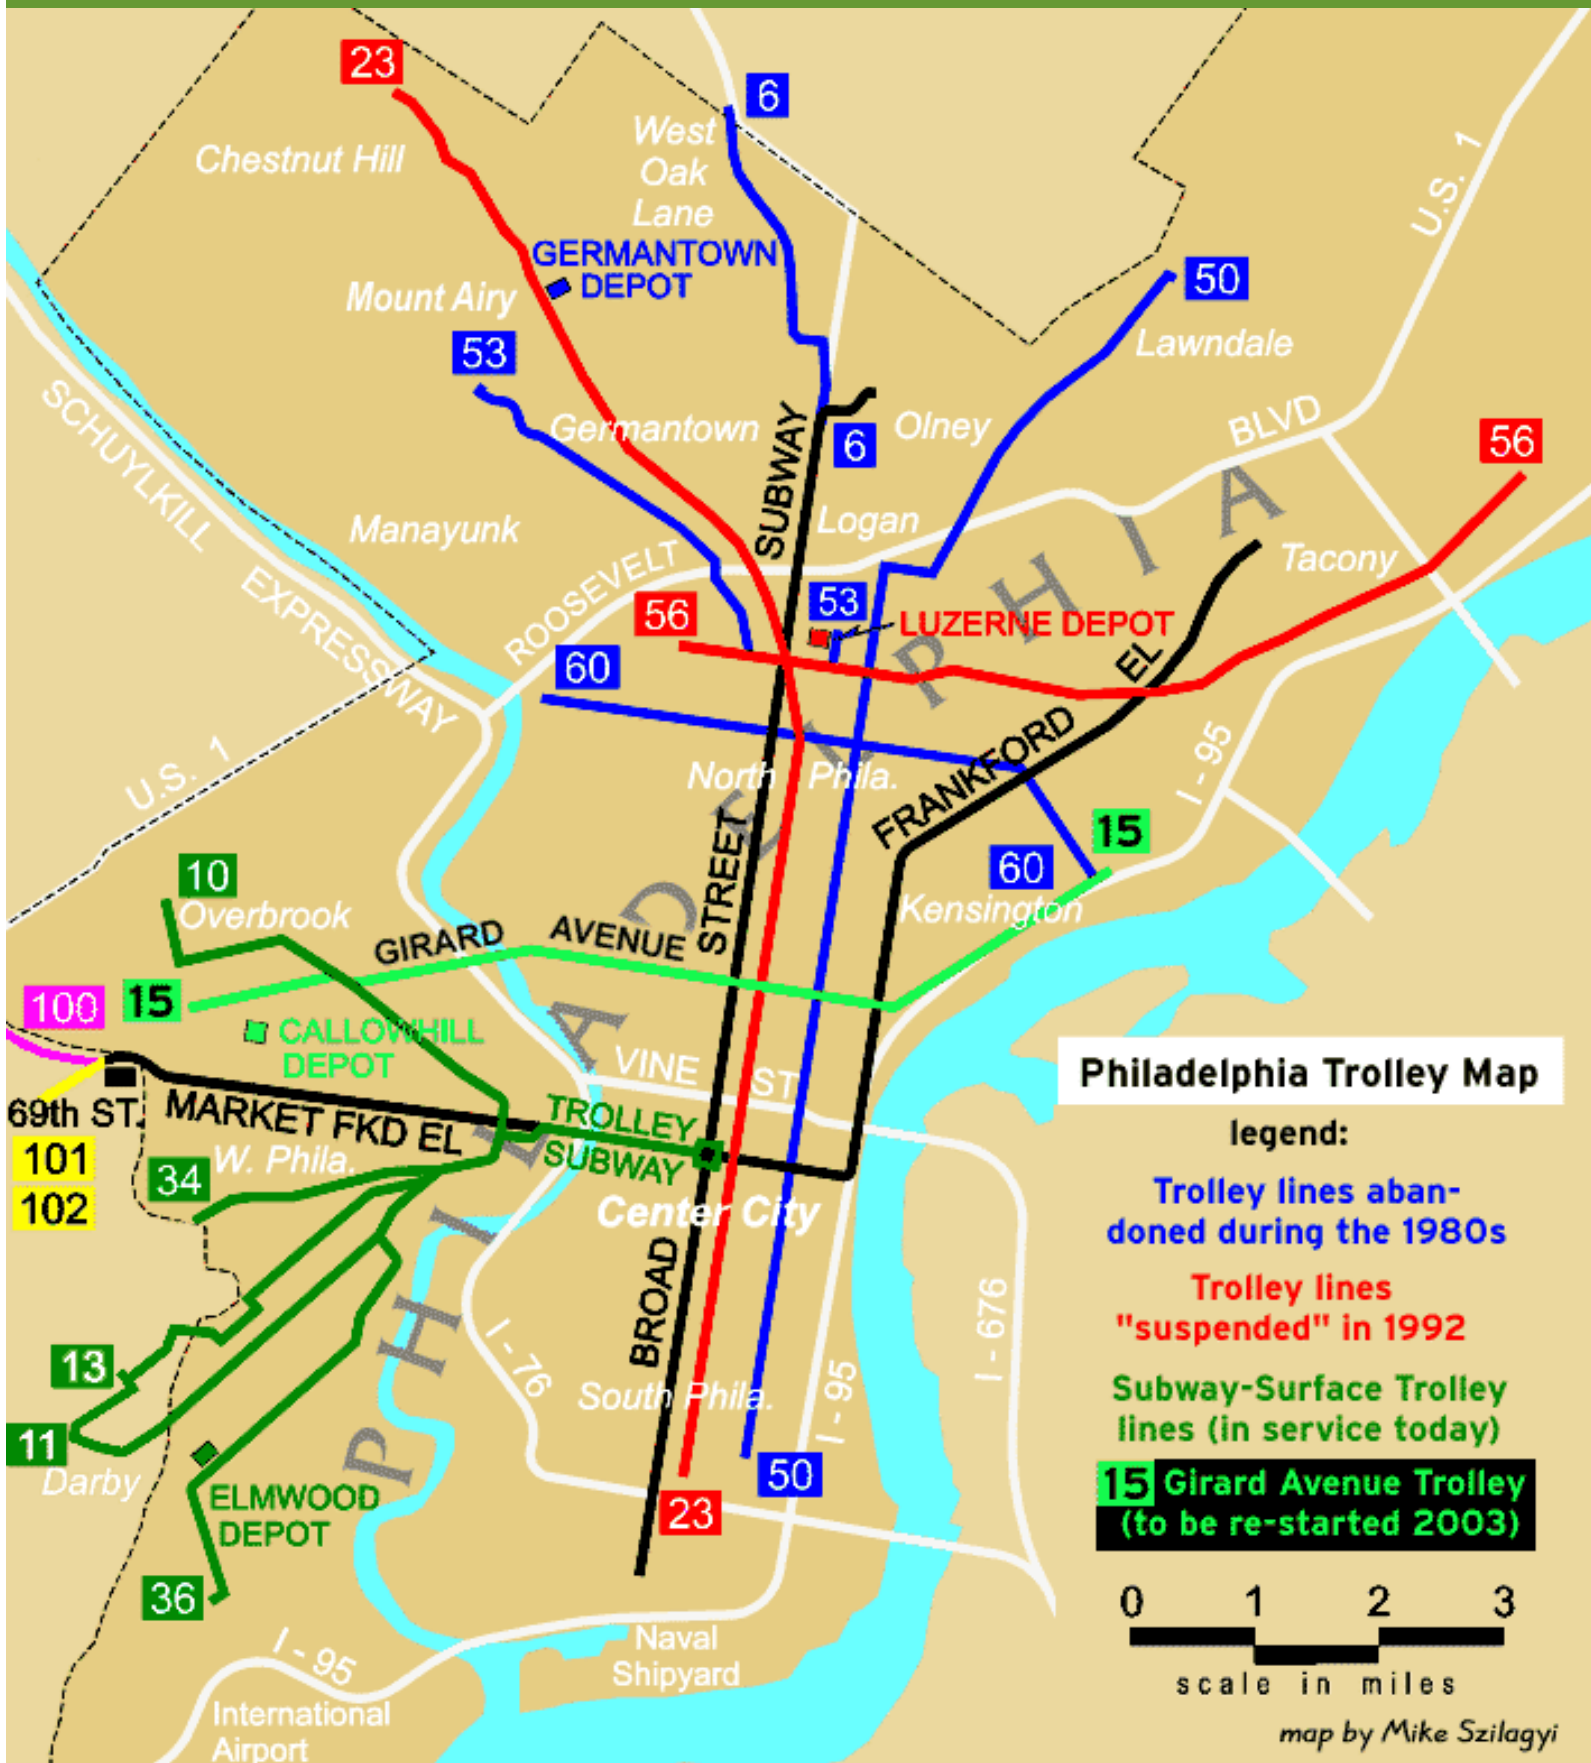 23
6
Chestnut Hill
West
Oak
Lane
GERMANTOWN
DEPOT
Mount Airy
50
53
Lawndale
U.S. 1
SCHUYLKILL
EXPRESSWAY
Germantown
SUBWAY
6
Olney
BLVD
56
Manayunk
Logan
Tacony
ROOSEVELT
53
56
LUZERNE DEPOT
60
EL
FRANKFORD
U.S. 1
North Phila.
I - 95
15
60
10
Overbrook
Kensington
GIRARD AVENUE
STREET
100
15
CALLOWHILL
DEPOT
VINE ST
69th ST.
MARKET FKD EL
TROLLEY
SUBWAY
101
102
34
W. Phila.
Center City
PHILADELPHIA
BROAD
I - 76
I - 676
I - 95
13
11
Darby
South Phila.
50
23
ELMWOOD
DEPOT
36
I - 95
Naval
Shipyard
International
Airport
Philadelphia Trolley Map
legend:
Trolley lines aban-
doned during the 1980s
Trolley lines
"suspended" in 1992
Subway-Surface Trolley
lines (in service today)
15 Girard Avenue Trolley
(to be re-started 2003)
0 1 2 3
scale in miles
map by Mike Szilagyi